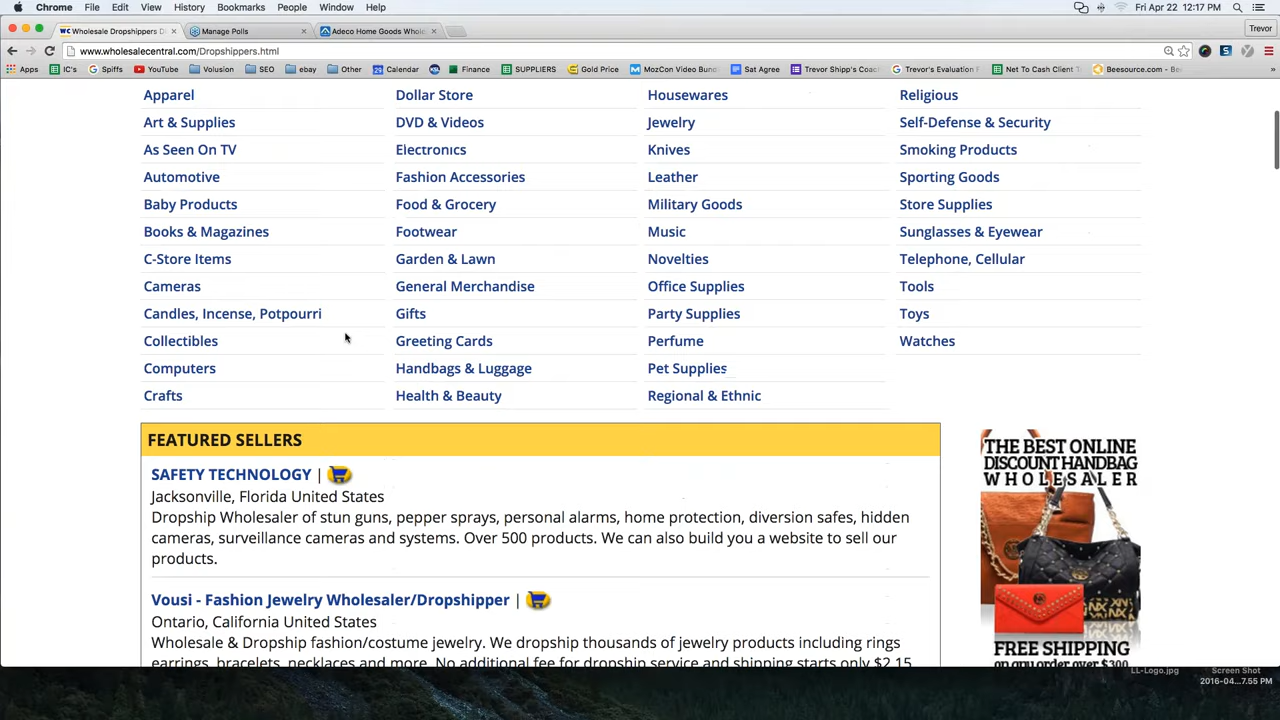 Chrome File Edit View History Bookmarks People Window Help Fri Apr 22 12:17 PM
Wholesale Dropshippers D Manage Polls Adeco Home Goods Whole Trevor
www.wholesalecentral.com/Dropshippers.html
Apps IC's Spiffs YouTube Volusion SEO ebay Other Calendar Finance SUPPLIERS Gold Price MozCon Video Bund Sat Agree Trevor Shipp's Coach Trevor's Evaluation F Net To Cash Client T Beesource.com - Be
Apparel Dollar Store Housewares Religious
Art & Supplies DVD & Videos Jewelry Self-Defense & Security
As Seen On TV Electronics Knives Smoking Products
Automotive Fashion Accessories Leather Sporting Goods
Baby Products Food & Grocery Military Goods Store Supplies
Books & Magazines Footwear Music Sunglasses & Eyewear
C-Store Items Garden & Lawn Novelties Telephone, Cellular
Cameras General Merchandise Office Supplies Tools
Candles, Incense, Potpourri Gifts Party Supplies Toys
Collectibles Greeting Cards Perfume Watches
Computers Handbags & Luggage Pet Supplies
Crafts Health & Beauty Regional & Ethnic
FEATURED SELLERS
SAFETY TECHNOLOGY |
Jacksonville, Florida United States
Dropship Wholesaler of stun guns, pepper sprays, personal alarms, home protection, diversion safes, hidden
cameras, surveillance cameras and systems. Over 500 products. We can also build you a website to sell our
products.
Vousi - Fashion Jewelry Wholesaler/Dropshipper |
Ontario, California United States
Wholesale & Dropship fashion/costume jewelry. We dropship thousands of jewelry products including rings
earrings, bracelets, necklaces and more. No additional fee for dropship service and shipping starts only $2.15
THE BEST ONLINE
DISCOUNT HANDBAG
WHOLESALER
FREE SHIPPING
on any order over $300
LL-Logo.jpg Screen Shot
2016-04...7.55 PM